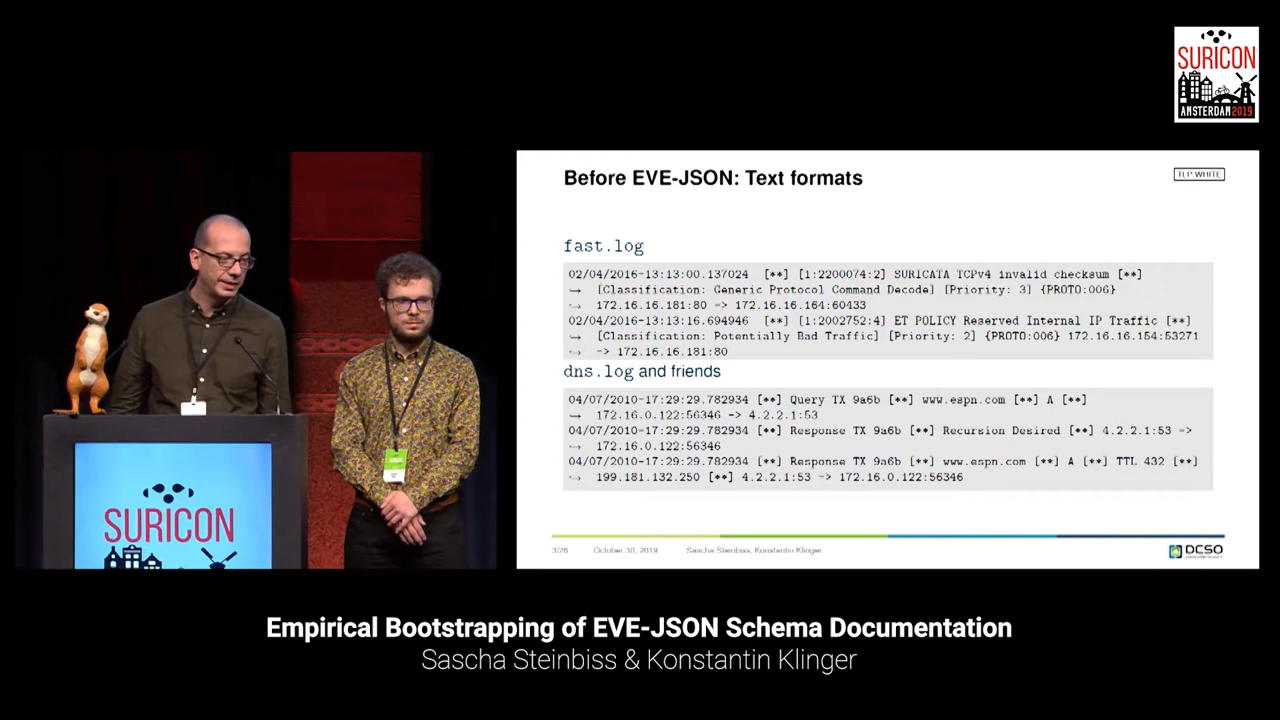 SURICON
AMSTERDAM2019
Before EVE-JSON: Text formats
TLP WHITE
fast.log
02/04/2016-13:13:00.137024 [**] [1:2200074:2] SURICATA TCPv4 invalid checksum [**]
↪ [Classification: Generic Protocol Command Decode] [Priority: 3] {PROTO:006}
↪ 172.16.16.181:80 -> 172.16.16.164:60433
02/04/2016-13:13:16.694946 [**] [1:2002752:4] ET POLICY Reserved Internal IP Traffic [**]
↪ [Classification: Potentially Bad Traffic] [Priority: 2] {PROTO:006} 172.16.16.154:53271
↪ -> 172.16.16.181:80
dns.log and friends
04/07/2010-17:29:29.782934 [**] Query TX 9a6b [**] www.espn.com [**] A [**]
↪ 172.16.0.122:56346 -> 4.2.2.1:53
04/07/2010-17:29:29.782934 [**] Response TX 9a6b [**] Recursion Desired [**] 4.2.2.1:53 ->
↪ 172.16.0.122:56346
04/07/2010-17:29:29.782934 [**] Response TX 9a6b [**] www.espn.com [**] A [**] TTL 432 [**]
↪ 199.181.132.250 [**] 4.2.2.1:53 -> 172.16.0.122:56346
3/26 October 30, 2019 Sascha Steinbiss, Konstantin Klinger
DCSO
SURICON
Empirical Bootstrapping of EVE-JSON Schema Documentation
Sascha Steinbiss & Konstantin Klinger